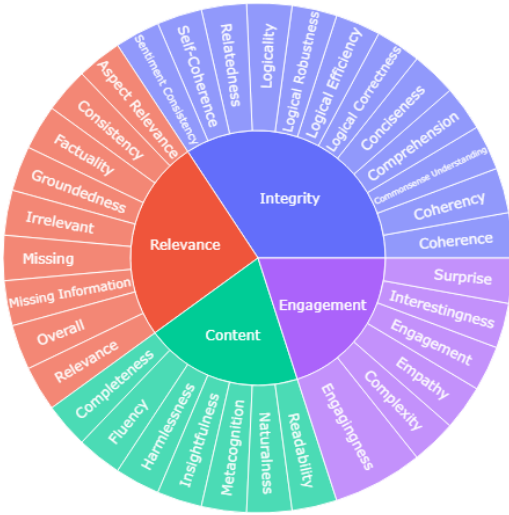 Integrity
Relevance
Content
Engagement
Sentiment Consistency
Self-Coherence
Relatedness
Logicality
Logical Robustness
Logical Efficiency
Logical Correctness
Conciseness
Comprehension
Commonsense Understanding
Coherency
Coherence
Surprise
Interestingness
Engagement
Empathy
Complexity
Engagingness
Readability
Naturalness
Metacognition
Insightfulness
Harmlessness
Fluency
Completeness
Relevance
Overall
Missing Information
Missing
Irrelevant
Groundedness
Factuality
Consistency
Aspect Relevance